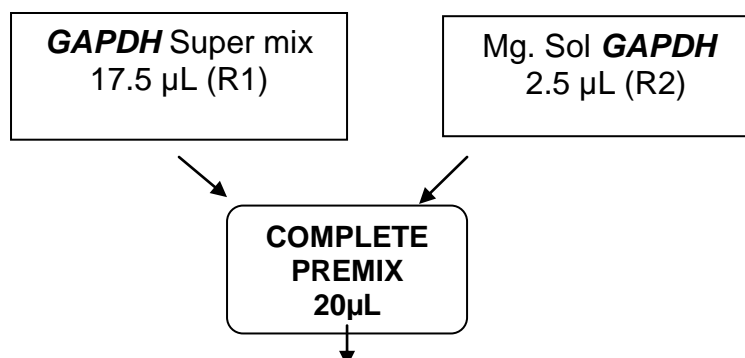 GAPDH Super mix
17.5 µL (R1)
Mg. Sol GAPDH
2.5 µL (R2)
COMPLETE
PREMIX
20µL